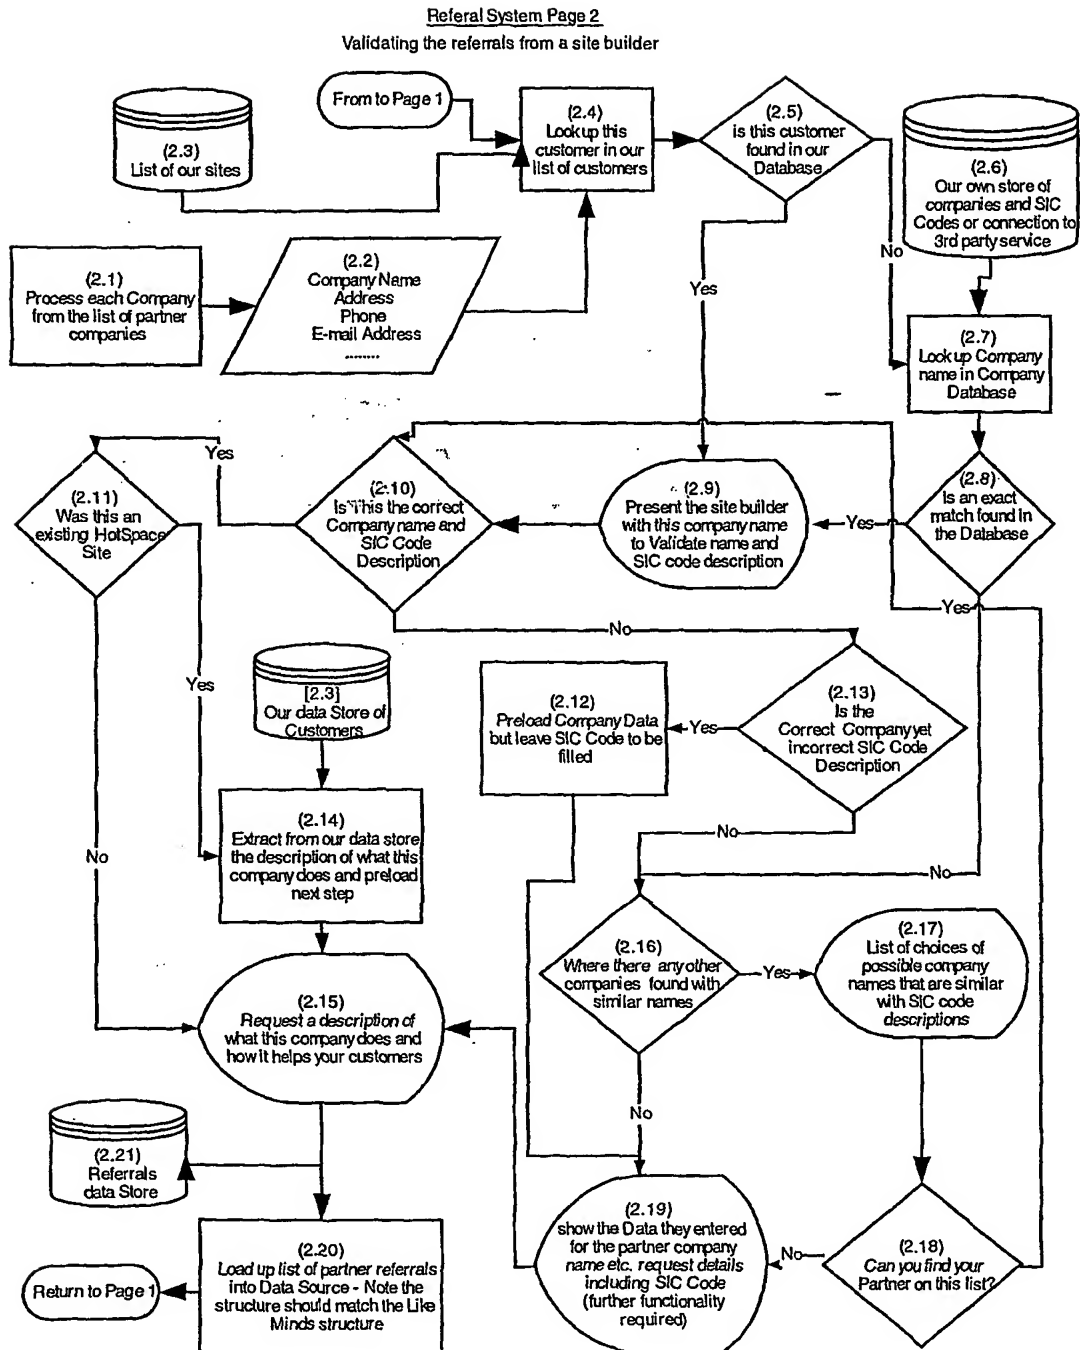 Referal System Page 2
Validating the referrals from a site builder
From to Page 1
(2.3)
List of our sites
(2.4)
Look up this
customer in our
list of customers
(2.5)
is this customer
found in our
Database
(2.6)
Our own store of
companies and SIC
Codes or connection to
3rd party service
(2.1)
Process each Company
from the list of partner
companies
(2.2)
Company Name
Address
Phone
E-mail Address
........
Yes
No
(2.7)
Look up Company
name in Company
Database
Yes
(2.11)
Was this an
existing HotSpace
Site
(2.10)
Is This the correct
Company name and
SIC Code
Description
(2.9)
Present the site builder
with this company name
to Validate name and
SIC code description
Yes
(2.8)
Is an exact
match found in
the Database
Yes
No
Yes
[2.3]
Our data Store of
Customers
(2.12)
Preload Company Data
but leave SIC Code to be
filled
Yes
(2.13)
Is the
Correct Company yet
incorrect SIC Code
Description
No
No
(2.14)
Extract from our data store
the description of what this
company does and preload
next step
No
(2.16)
Where there any other
companies found with
similar names
Yes
(2.17)
List of choices of
possible company
names that are similar
with SIC code
descriptions
(2.15)
Request a description of
what this company does and
how it helps your customers
No
(2.21)
Referrals
data Store
(2.19)
show the Data they entered
for the partner company
name etc. request details
including SIC Code
(further functionality
required)
No
(2.18)
Can you find your
Partner on this list?
(2.20)
Load up list of partner referrals
into Data Source - Note the
structure should match the Like
Minds structure
Return to Page 1